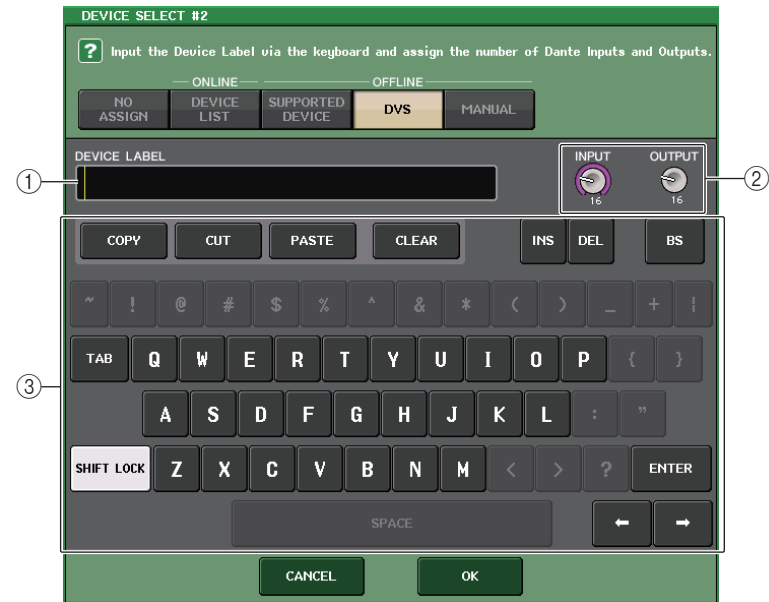 DEVICE SELECT #2
? Input the Device Label via the keyboard and assign the number of Dante Inputs and Outputs.
ONLINE OFFLINE
NO ASSIGN DEVICE LIST SUPPORTED DEVICE DVS MANUAL
DEVICE LABEL INPUT OUTPUT
① ②
16 16
COPY CUT PASTE CLEAR INS DEL BS
~ ! @ # $ % ^ & * ( ) _ + |
TAB Q W E R T Y U I O P { }
③
A S D F G H J K L : "
SHIFT LOCK Z X C V B N M < > ? ENTER
SPACE ← →
CANCEL OK